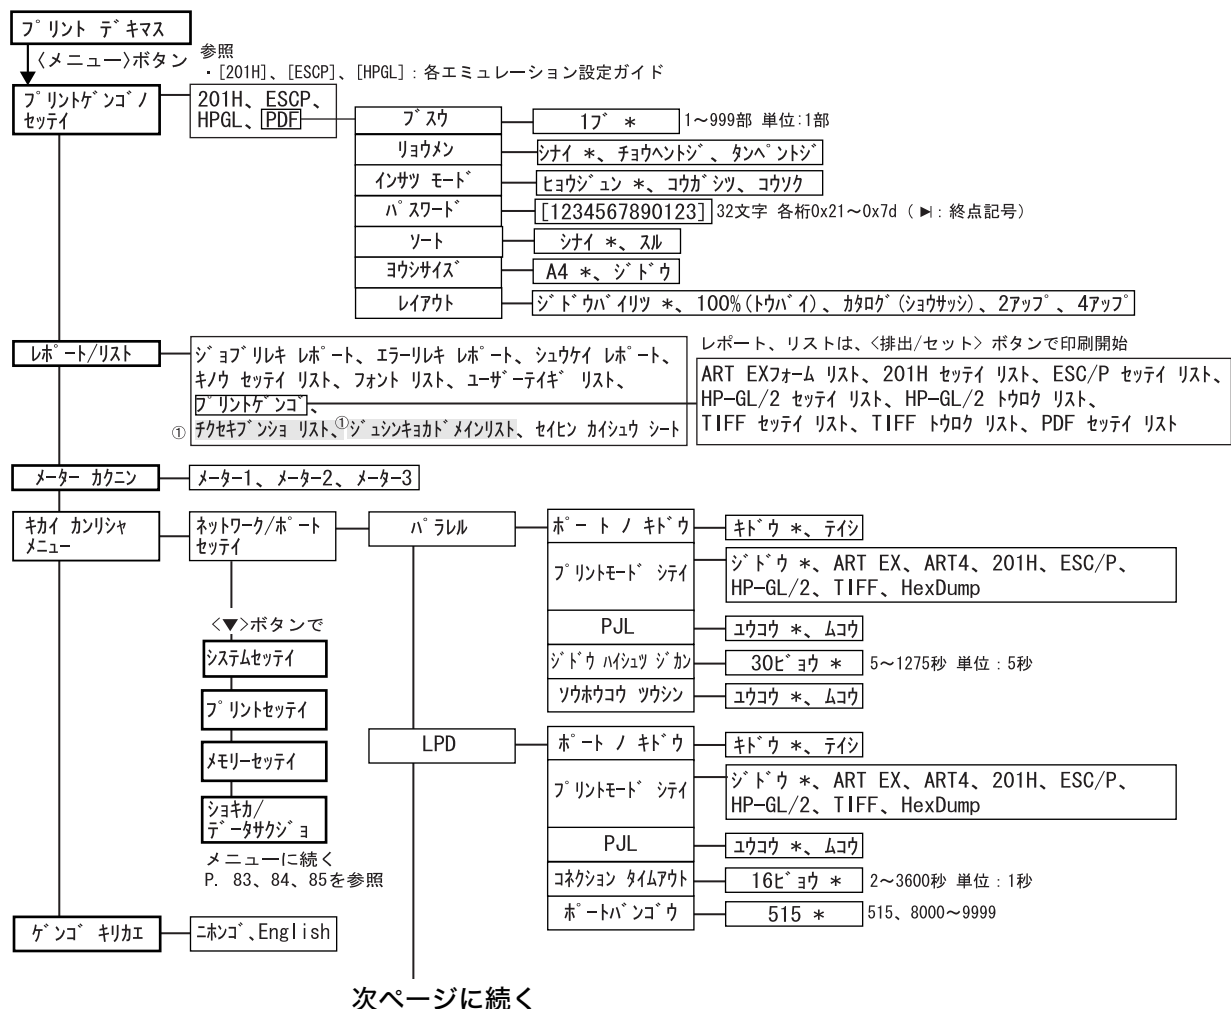 プリント デキマス
〈メニュー〉ボタン
参照
・[201H]、[ESCP]、[HPGL]：各エミュレーション設定ガイド
プリントゲンゴノ
セッテイ
201H、ESCP、
HPGL、PDF
ブスウ
1ブ *
1～999部 単位:1部
リョウメン
シナイ *、チョウヘントジ、タンペントジ
インサツ モード
ヒョウジュン *、コウガシツ、コウソク
パスワード
[1234567890123]
32文字 各桁0x21～0x7d（ ▶|：終点記号）
ソート
シナイ *、スル
ヨウシサイズ
A4 *、ジドウ
レイアウト
ジドウバイリツ *、100%(トウバイ)、カタログ(ショウサッシ)、2アップ、4アップ
レポート/リスト
ジョブリレキ レポート、エラーリレキ レポート、シュウケイ レポート、
キノウ セッテイ リスト、フォント リスト、ユーザーテイギ リスト、
プリントゲンゴ、
① チクセキブンショ リスト、①ジュシンキョカドメインリスト、セイヒン カイシュウ シート
レポート、リストは、〈排出/セット〉ボタンで印刷開始
ART EXフォーム リスト、201H セッテイ リスト、ESC/P セッテイ リスト、
HP-GL/2 セッテイ リスト、HP-GL/2 トウロク リスト、
TIFF セッテイ リスト、TIFF トウロク リスト、PDF セッテイ リスト
メーター カクニン
メーター1、メーター2、メーター3
キカイ カンリシャ
メニュー
ネットワーク/ポート
セッテイ
パラレル
ポート ノ キドウ
キドウ *、テイシ
プリントモード シテイ
ジドウ *、ART EX、ART4、201H、ESC/P、
HP-GL/2、TIFF、HexDump
PJL
ユウコウ *、ムコウ
ジドウ ハイシュツ ジカン
30ビョウ *
5～1275秒 単位：5秒
ソウホウコウ ツウシン
ユウコウ *、ムコウ
〈▼〉ボタンで
システムセッテイ
プリントセッテイ
メモリーセッテイ
ショキカ/
データサクジョ
メニューに続く
P. 83、84、85を参照
LPD
ポート ノ キドウ
キドウ *、テイシ
プリントモード シテイ
ジドウ *、ART EX、ART4、201H、ESC/P、
HP-GL/2、TIFF、HexDump
PJL
ユウコウ *、ムコウ
コネクション タイムアウト
16ビョウ *
2～3600秒 単位：1秒
ポートバンゴウ
515 *
515、8000～9999
ゲンゴ キリカエ
ニホンゴ、English
次ページに続く